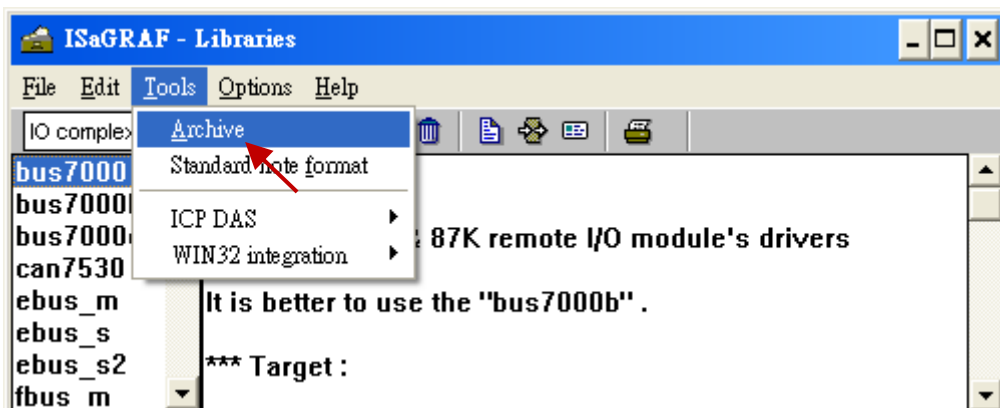 ISaGRAF - Libraries
File Edit Tools Options Help
IO complex
Archive
Standard note format
ICP DAS
WIN32 integration
bus7000
bus7000
bus7000
can7530
ebus_m
ebus_s
ebus_s2
fbus_m
87K remote I/O module's drivers
It is better to use the "bus7000b" .
*** Target :